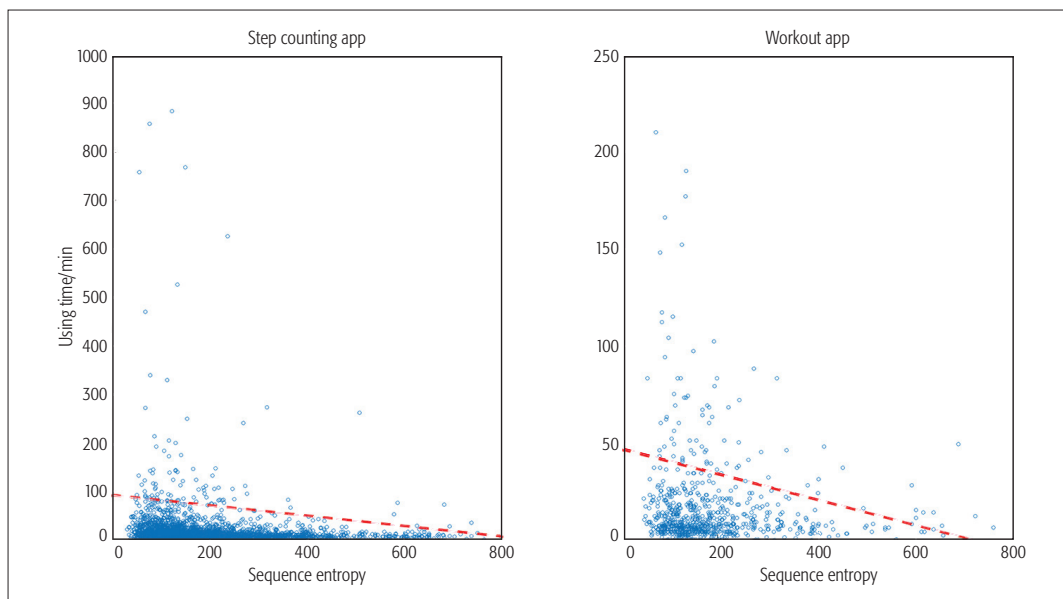 Step counting app
Workout app
Using time/min
1000
900
800
700
600
500
400
300
200
100
0
0 200 400 600 800
Sequence entropy
250
200
150
100
50
0
0 200 400 600 800
Sequence entropy